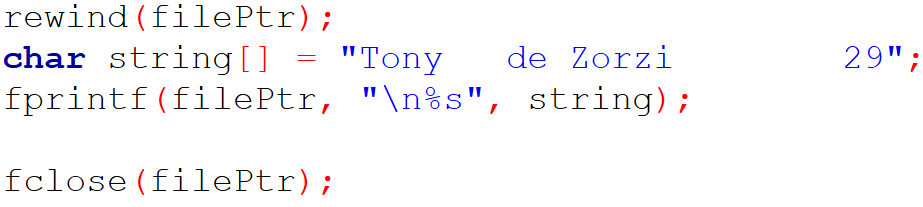 rewind(filePtr);
char string[] = "Tony   de Zorzi        29";
fprintf(filePtr, "\n%s", string);
fclose(filePtr);